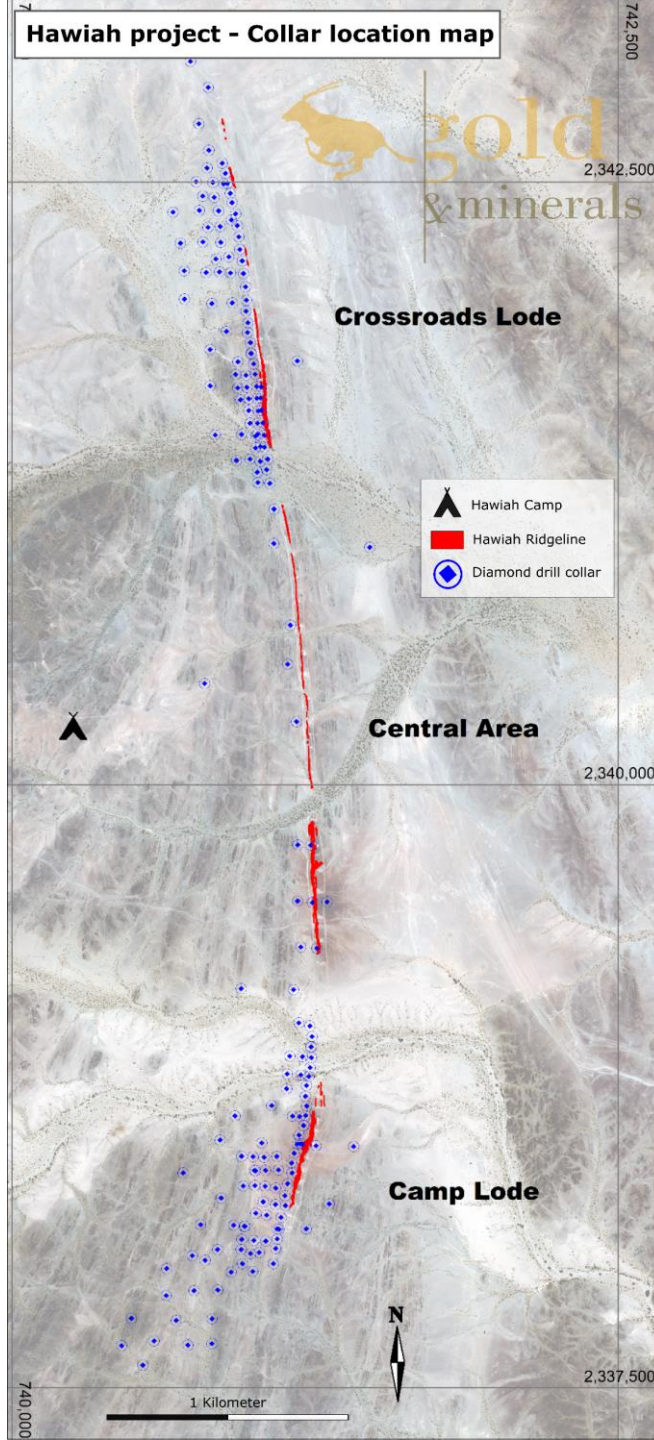 Hawiah project - Collar location map
742,500
gold
2,342,500
& minerals
Crossroads Lode
Hawiah Camp
Hawiah Ridgeline
Diamond drill collar
Central Area
2,340,000
Camp Lode
N
2,337,500
1 Kilometer
740,000